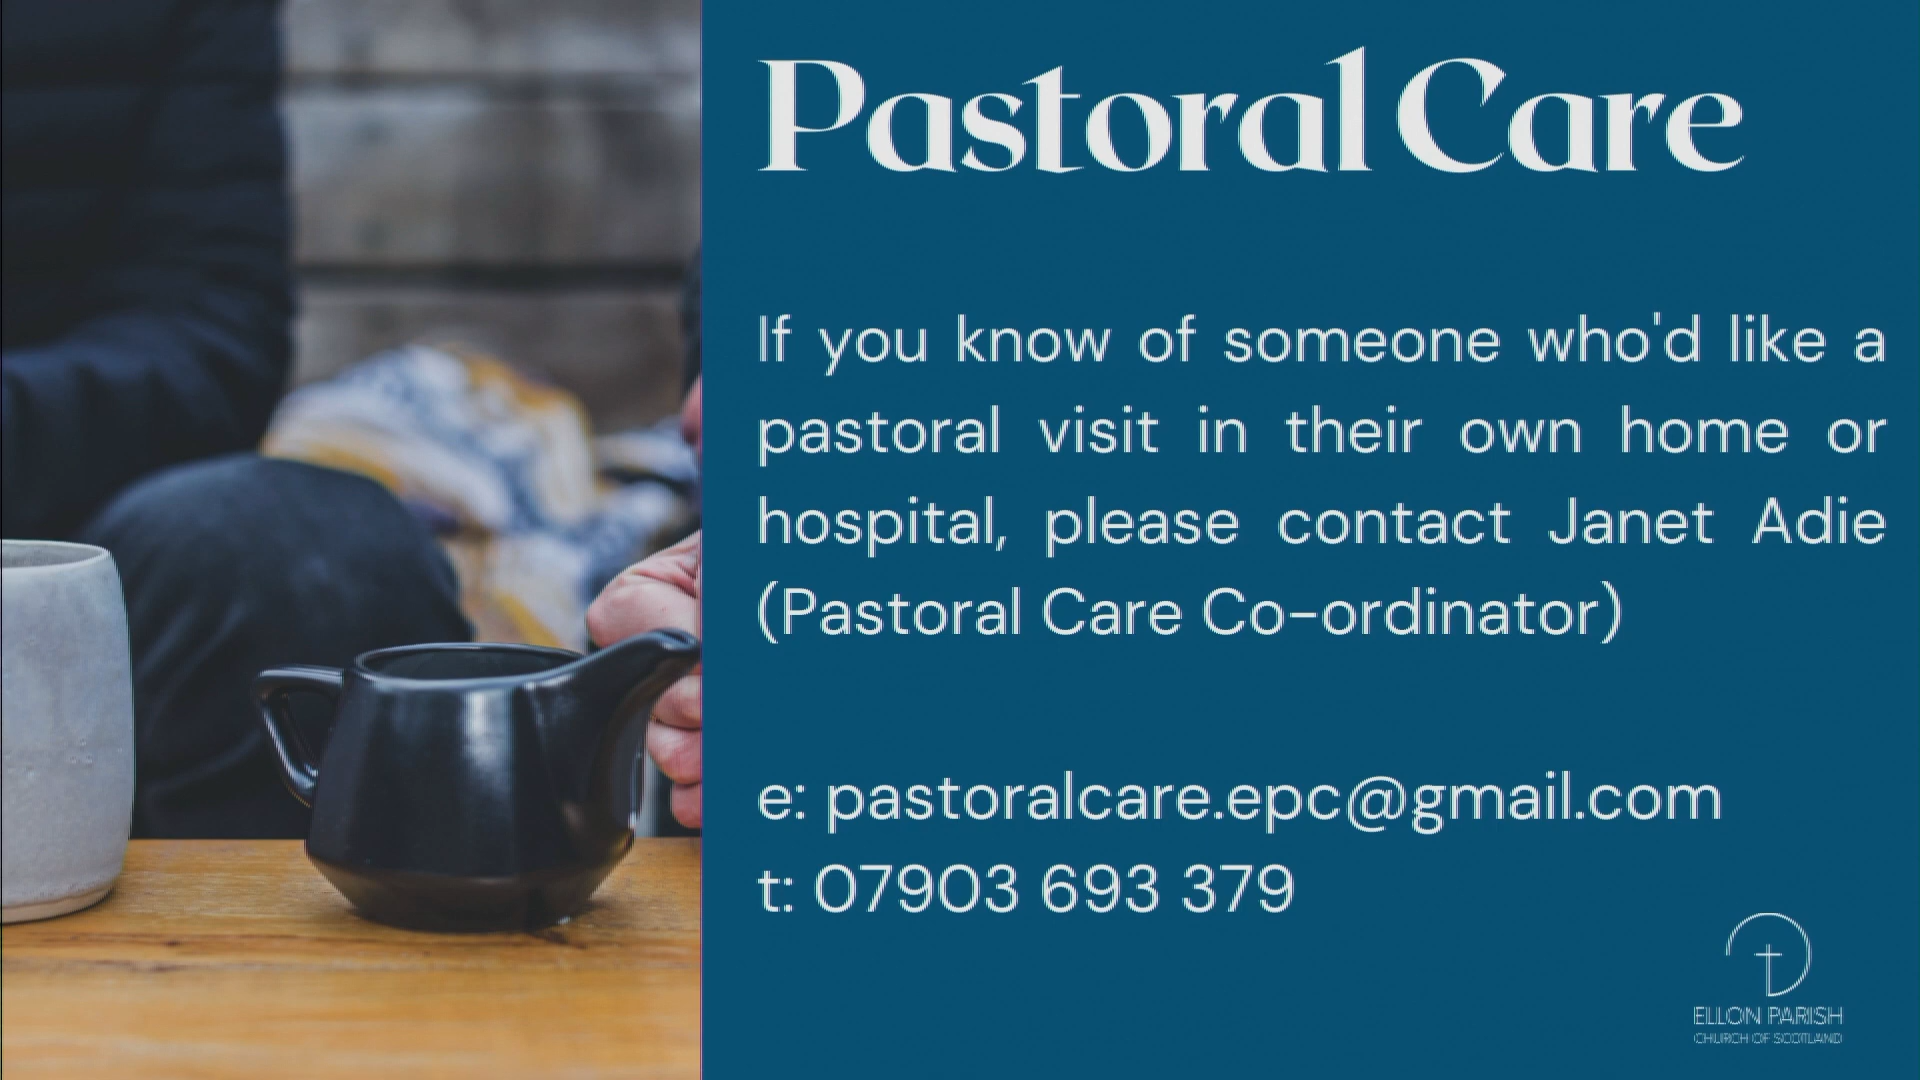 Pastoral Care
If you know of someone who'd like a
pastoral visit in their own home or
hospital, please contact Janet Adie
(Pastoral Care Co-ordinator)
e: pastoralcare.epc@gmail.com
t: 07903 693 379
ELLON PARISH
CHURCH OF SCOTLAND